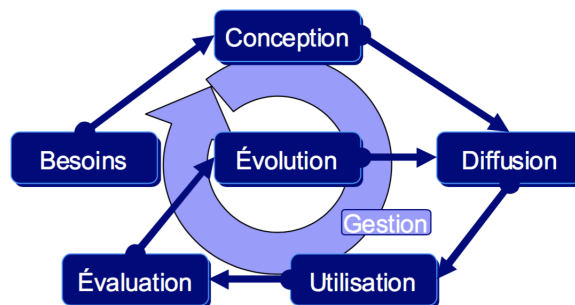 Conception
Besoins
Évolution
Diffusion
Gestion
Évaluation
Utilisation